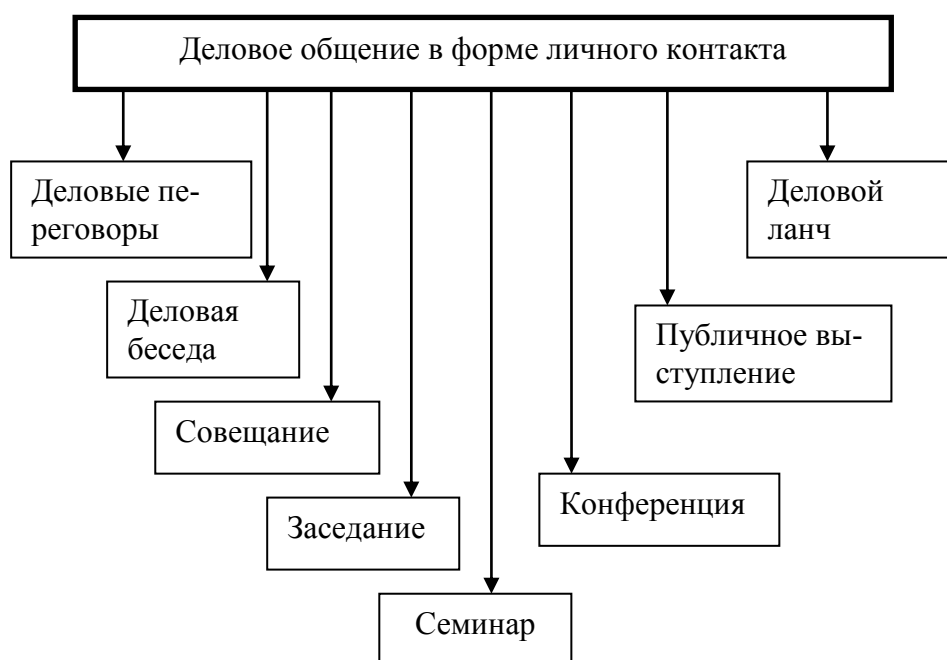 Деловое общение в форме личного контакта
Деловые пе-
реговоры
Деловой
ланч
Деловая
беседа
Публичное вы-
ступление
Совещание
Конференция
Заседание
Семинар